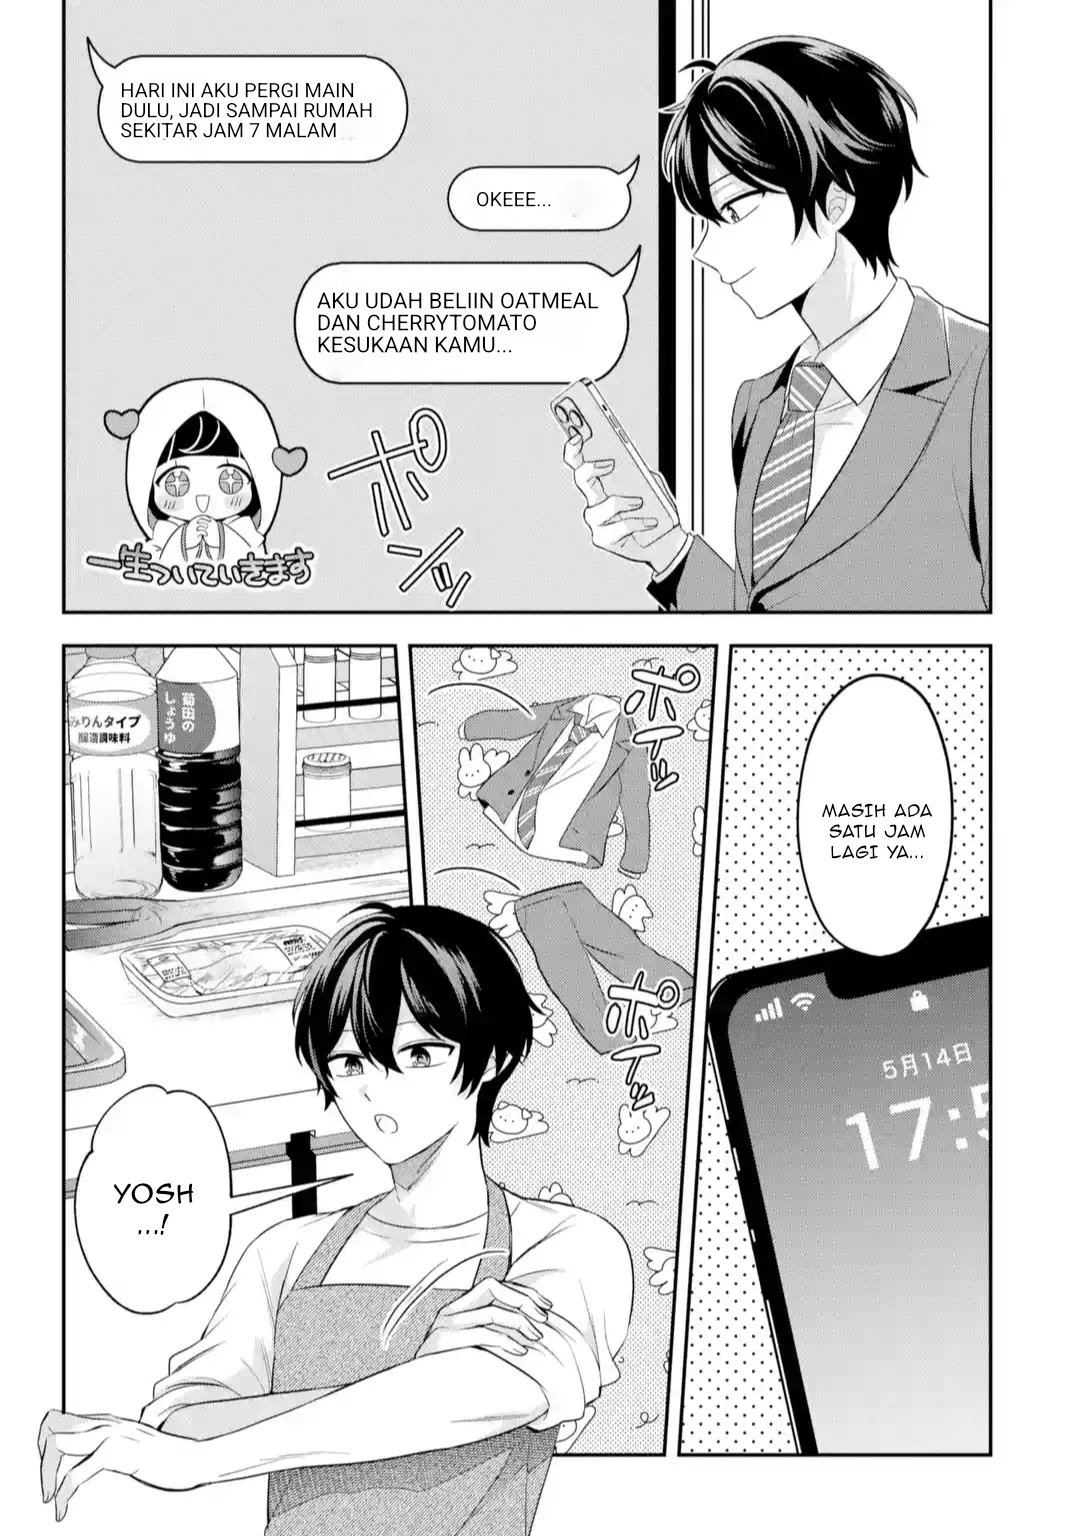 HARI INI AKU PERGI MAIN
DULU, JADI SAMPAI RUMAH
SEKITAR JAM 7 MALAM
OKEEE...
AKU UDAH BELIIN OATMEAL
DAN CHERRYTOMATO
KESUKAAN KAMU...
ポンッ
一生ついていきます
MASIH ADA
SATU JAM
LAGI YA...
5月14日
17:5
ポイッ
ポイッ
みりんタイプ
調味料
菊田の
しょうゆ
YOSH
...!